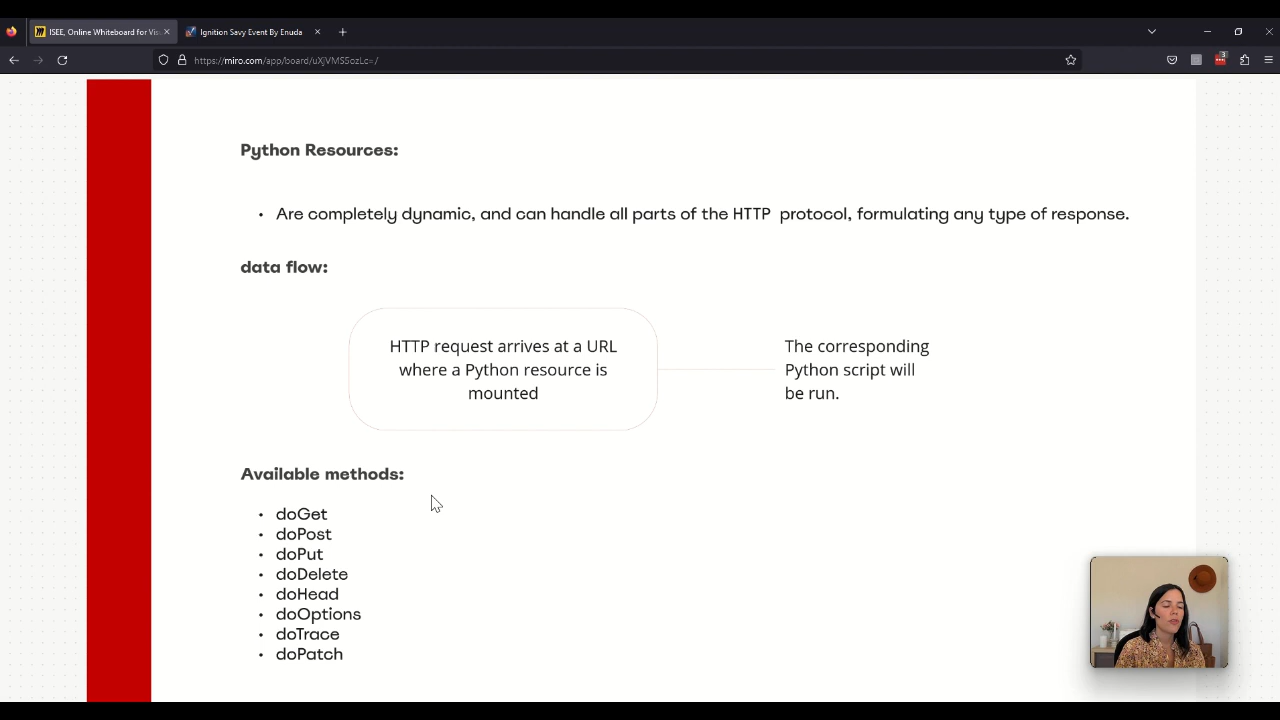 ISEE, Online Whiteboard for Vis
Ignition Savy Event By Enuda
https://miro.com/app/board/uXjVMS5ozLc=/
3
Python Resources:
• Are completely dynamic, and can handle all parts of the HTTP protocol, formulating any type of response.
data flow:
HTTP request arrives at a URL
where a Python resource is
mounted
The corresponding
Python script will
be run.
Available methods:
• doGet
• doPost
• doPut
• doDelete
• doHead
• doOptions
• doTrace
• doPatch